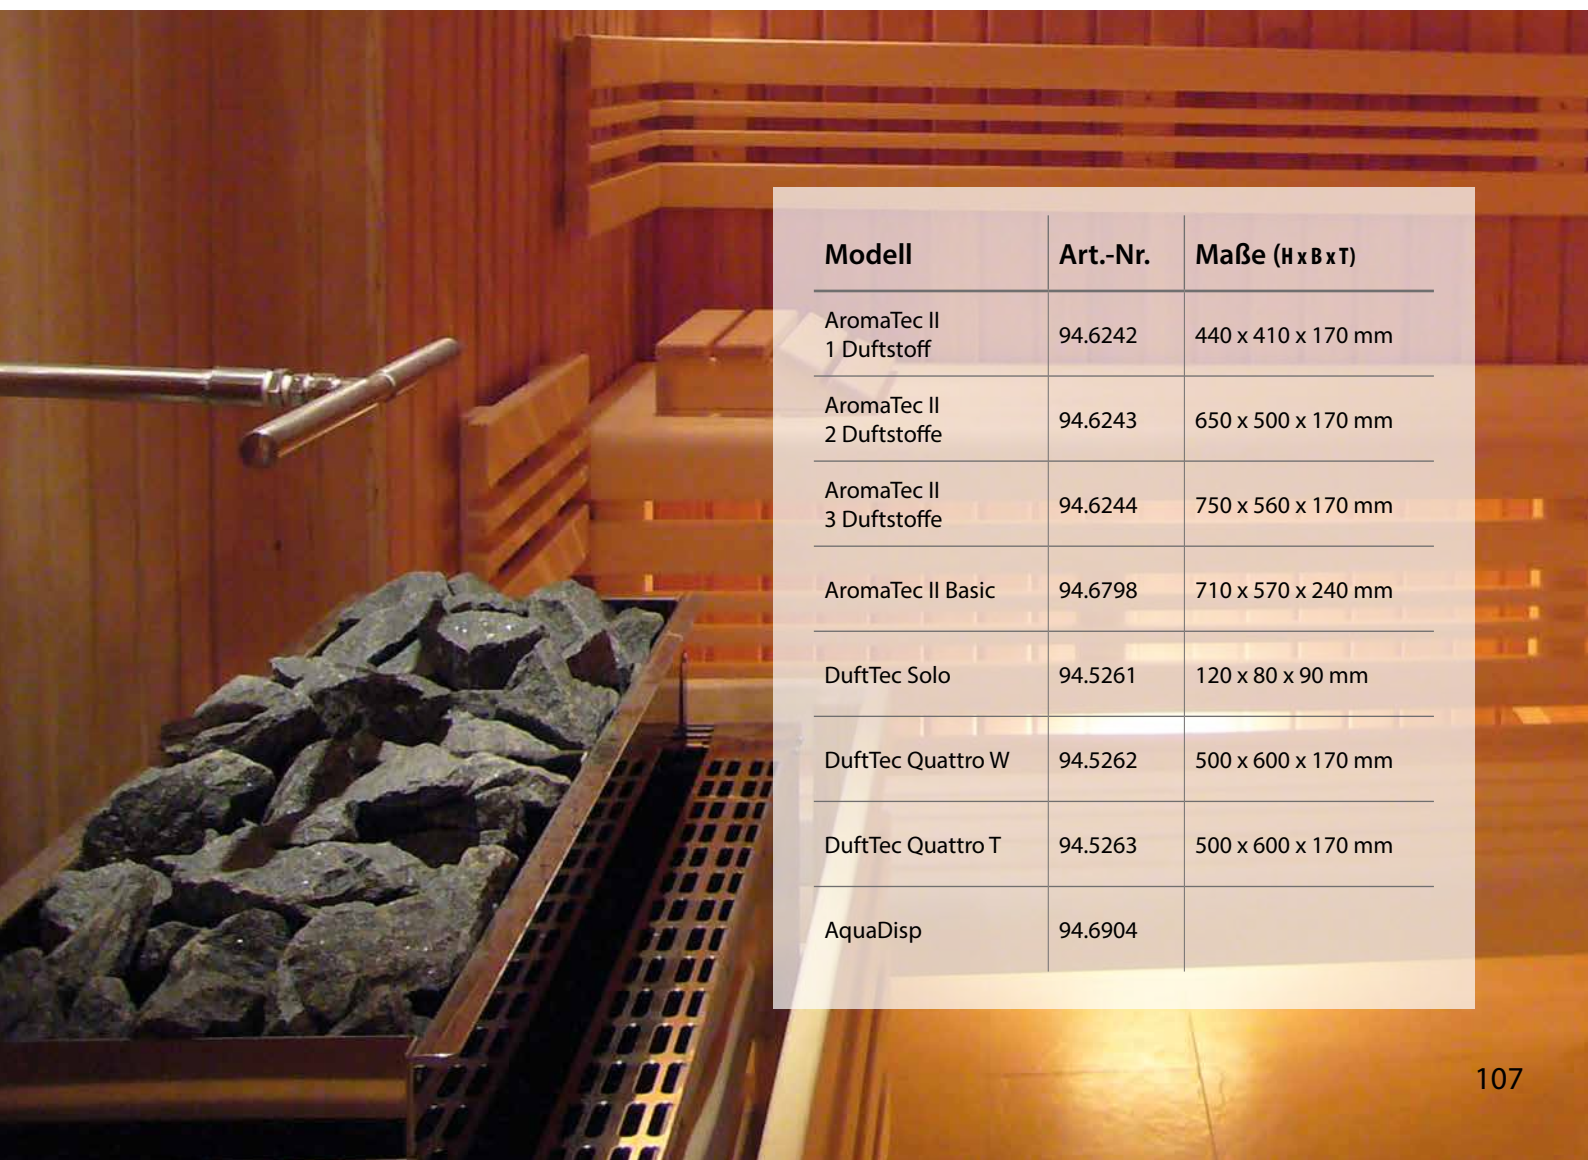 Modell Art.-Nr. Maße (H x B x T)
AromaTec II
1 Duftstoff 94.6242 440 x 410 x 170 mm
AromaTec II
2 Duftstoffe 94.6243 650 x 500 x 170 mm
AromaTec II
3 Duftstoffe 94.6244 750 x 560 x 170 mm
AromaTec II Basic 94.6798 710 x 570 x 240 mm
DuftTec Solo 94.5261 120 x 80 x 90 mm
DuftTec Quattro W 94.5262 500 x 600 x 170 mm
DuftTec Quattro T 94.5263 500 x 600 x 170 mm
AquaDisp 94.6904
107